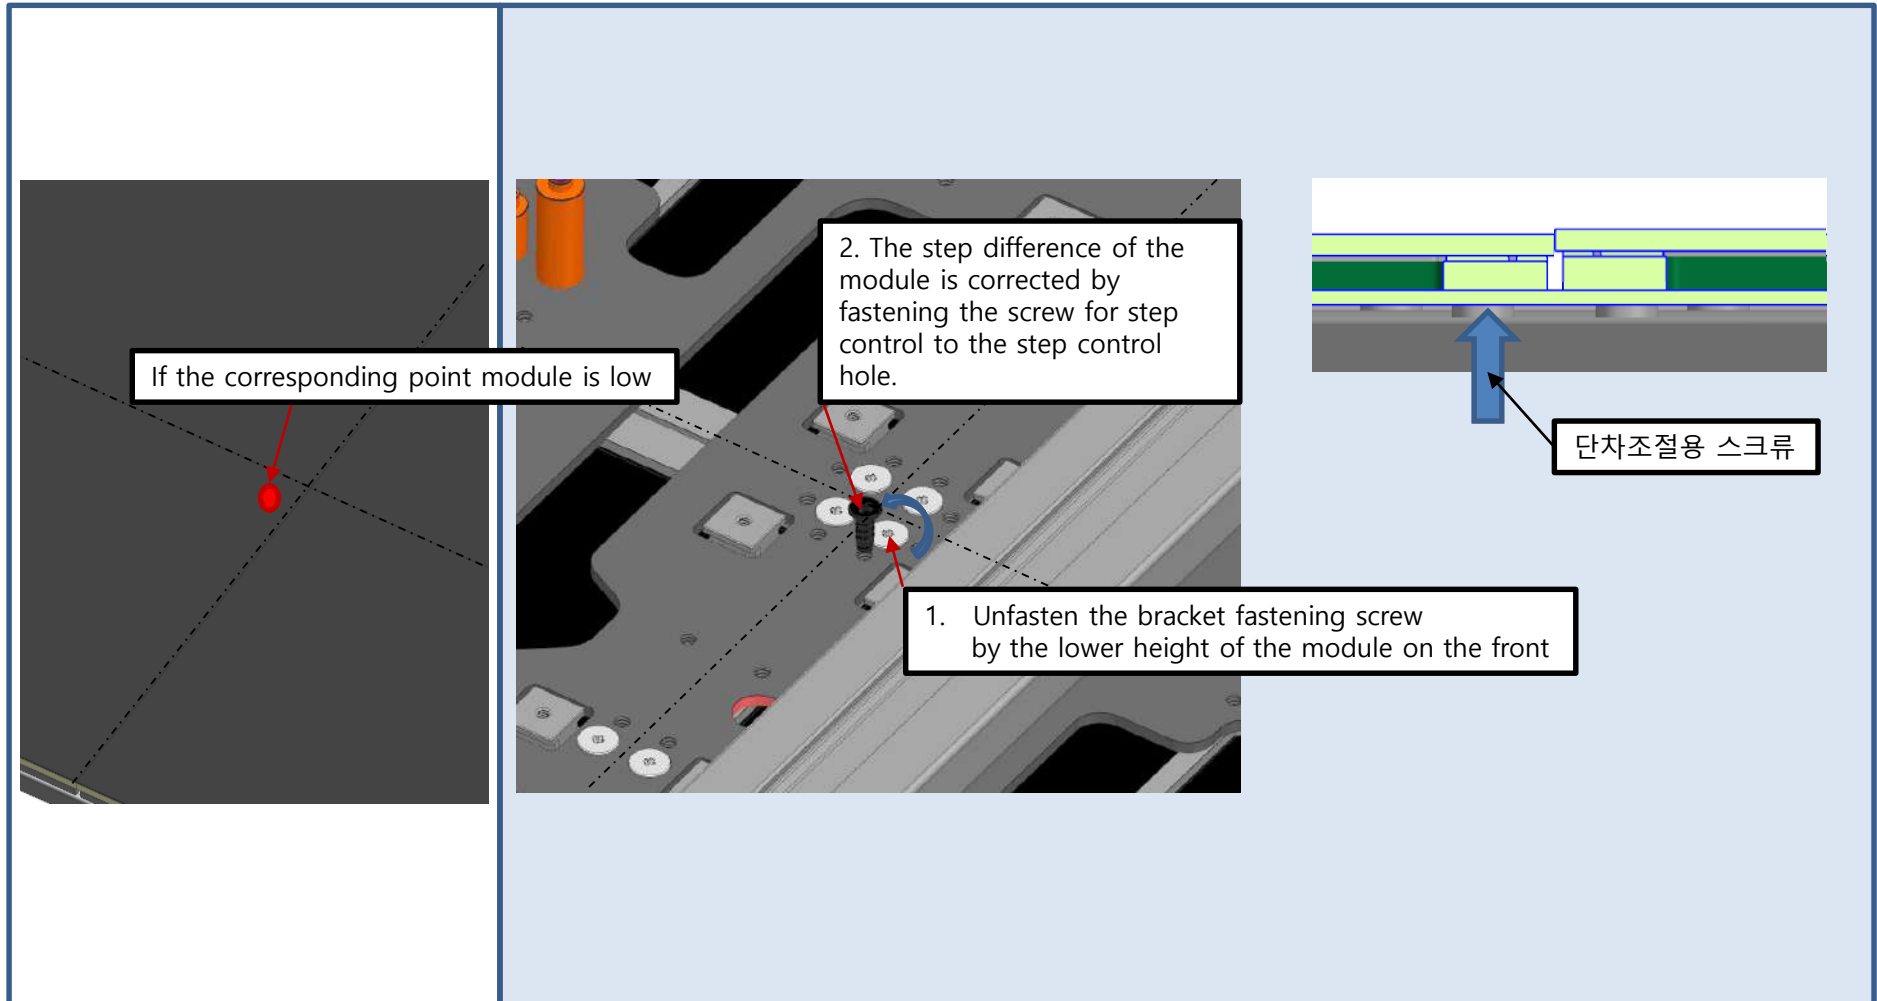 If the corresponding point module is low
2. The step difference of the
module is corrected by
fastening the screw for step
control to the step control
hole.
1. Unfasten the bracket fastening screw
by the lower height of the module on the front
단차조절용 스크류